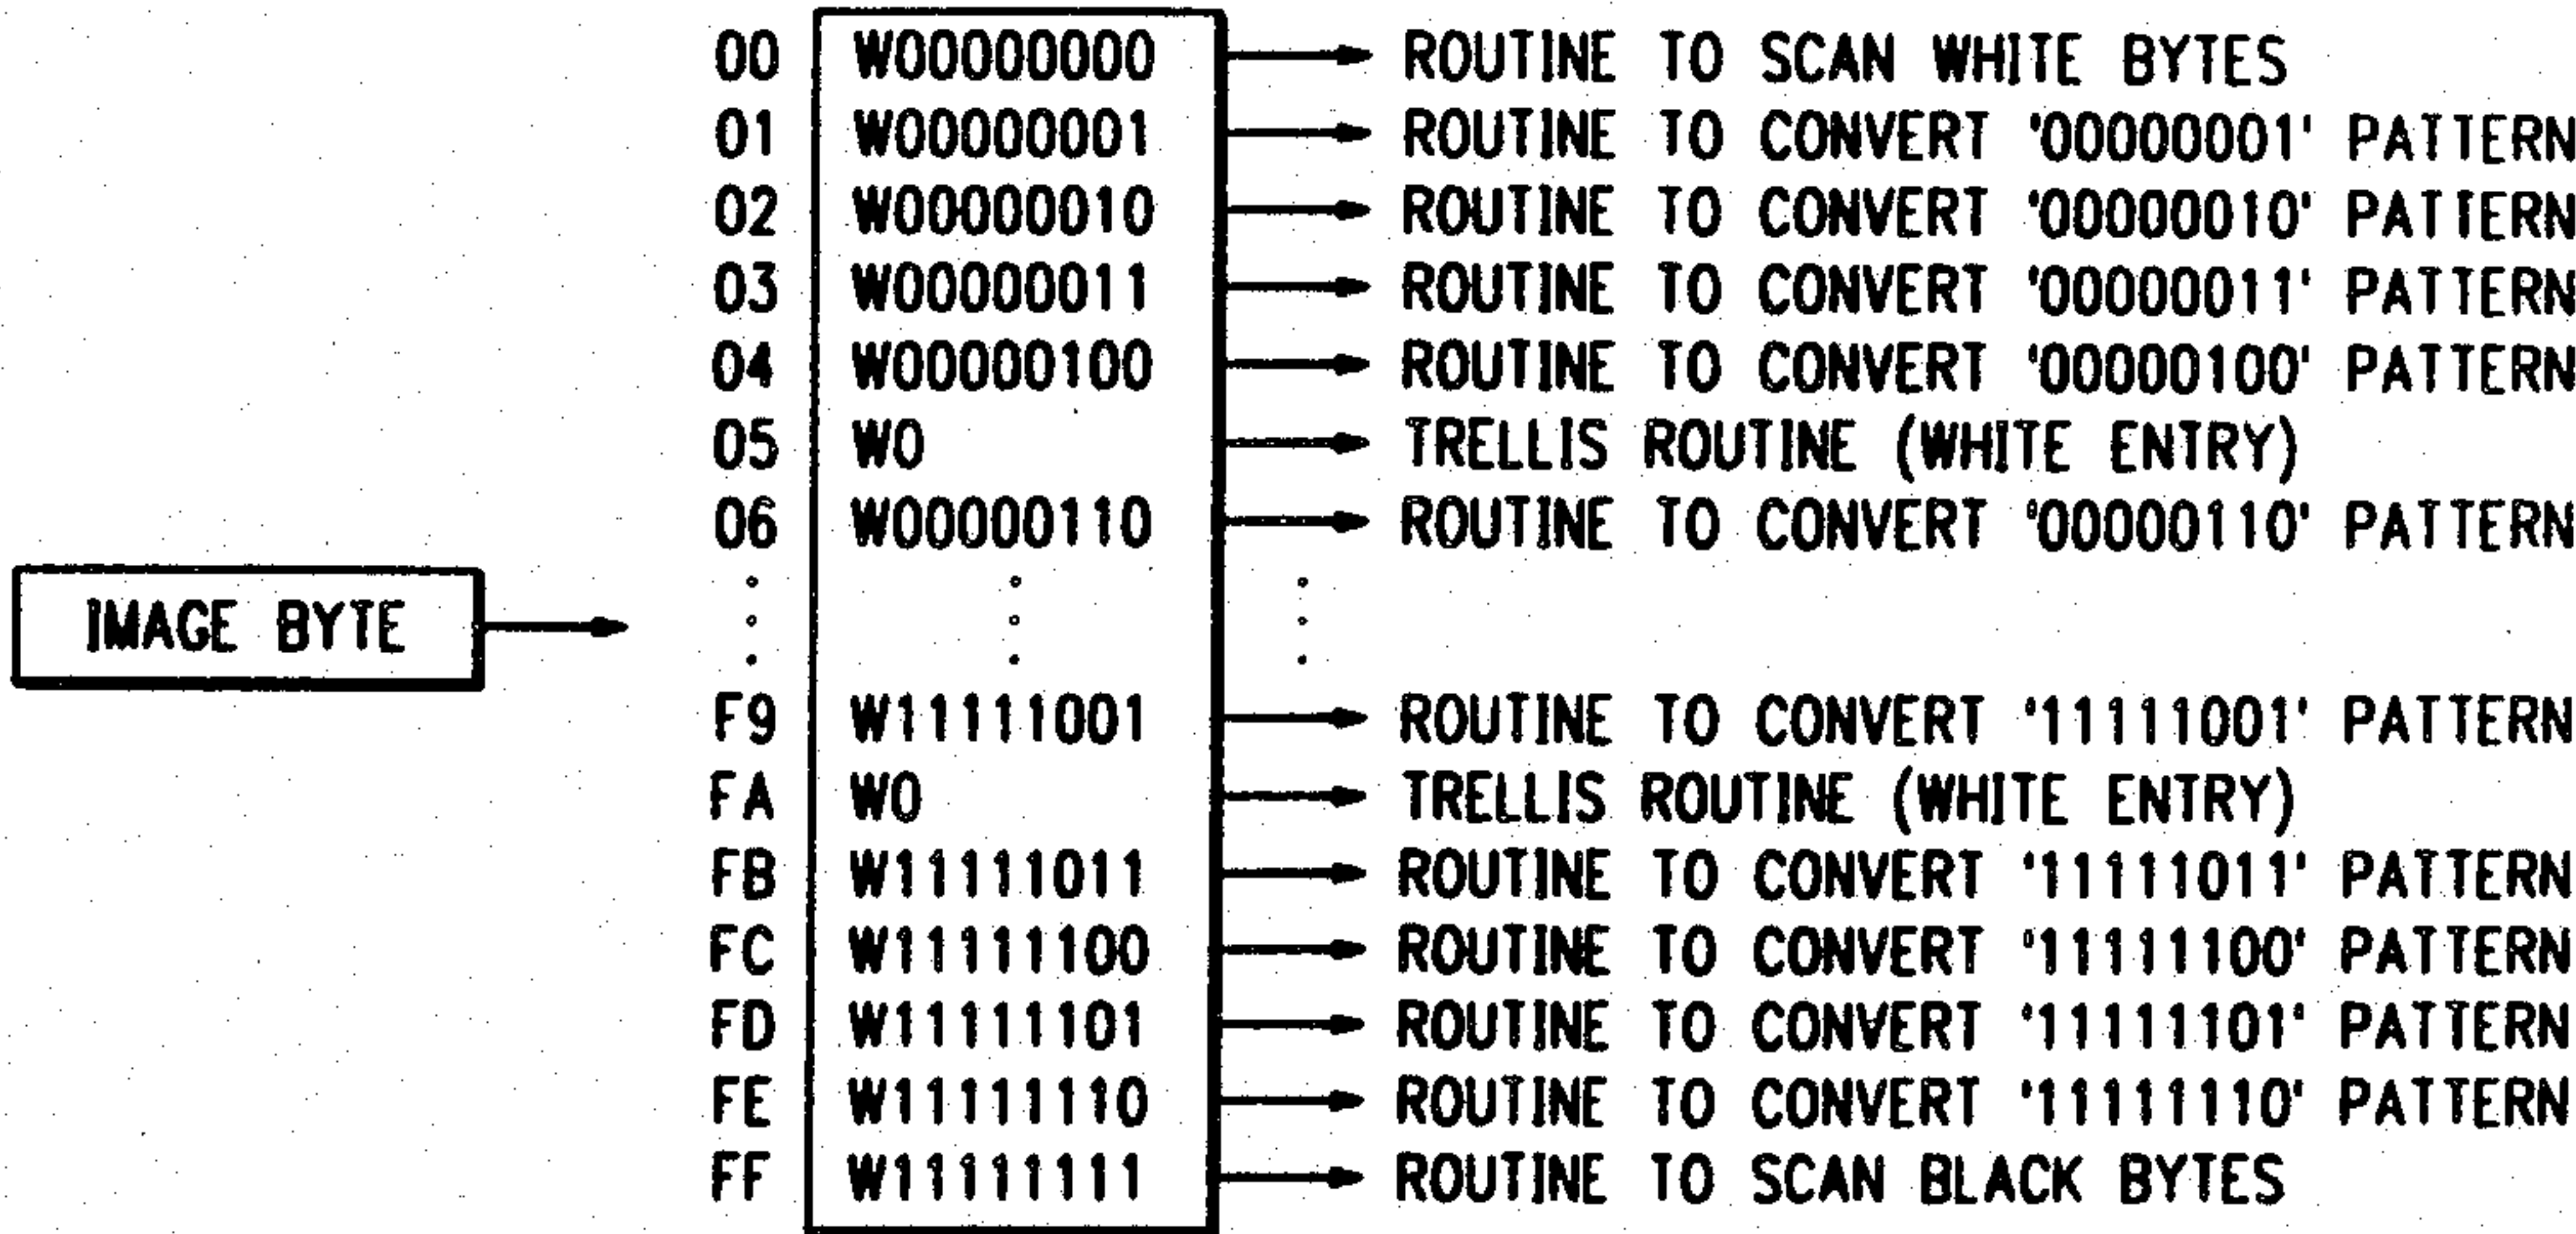 00 W00000000 ROUTINE TO SCAN WHITE BYTES
01 W00000001 ROUTINE TO CONVERT '00000001' PATTERN
02 W00000010 ROUTINE TO CONVERT '00000010' PATTERN
03 W00000011 ROUTINE TO CONVERT '00000011' PATTERN
04 W00000100 ROUTINE TO CONVERT '00000100' PATTERN
05 W0 TRELLIS ROUTINE (WHITE ENTRY)
06 W00000110 ROUTINE TO CONVERT '00000110' PATTERN
IMAGE BYTE
F9 W11111001 ROUTINE TO CONVERT '11111001' PATTERN
FA W0 TRELLIS ROUTINE (WHITE ENTRY)
FB W11111011 ROUTINE TO CONVERT '11111011' PATTERN
FC W11111100 ROUTINE TO CONVERT '11111100' PATTERN
FD W11111101 ROUTINE TO CONVERT '11111101' PATTERN
FE W11111110 ROUTINE TO CONVERT '11111110' PATTERN
FF W11111111 ROUTINE TO SCAN BLACK BYTES